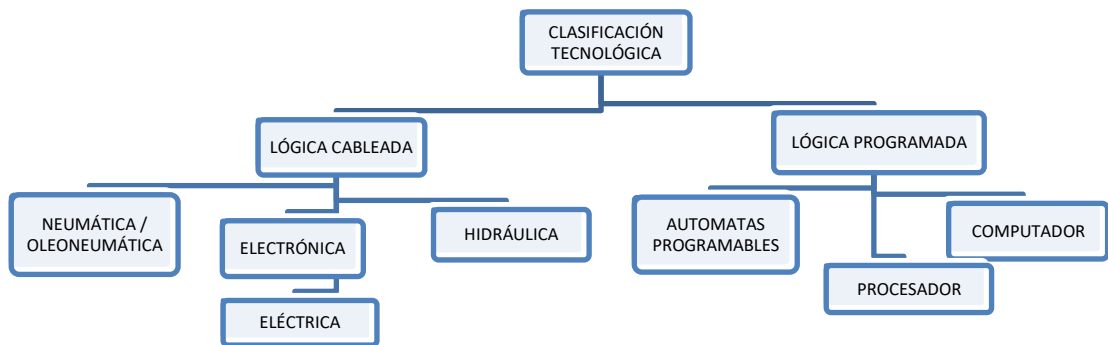 CLASIFICACIÓN
TECNOLÓGICA
LÓGICA CABLEADA
LÓGICA PROGRAMADA
NEUMÁTICA /
OLEONEUMÁTICA
ELECTRÓNICA
HIDRÁULICA
ELÉCTRICA
AUTOMATAS
PROGRAMABLES
COMPUTADOR
PROCESADOR